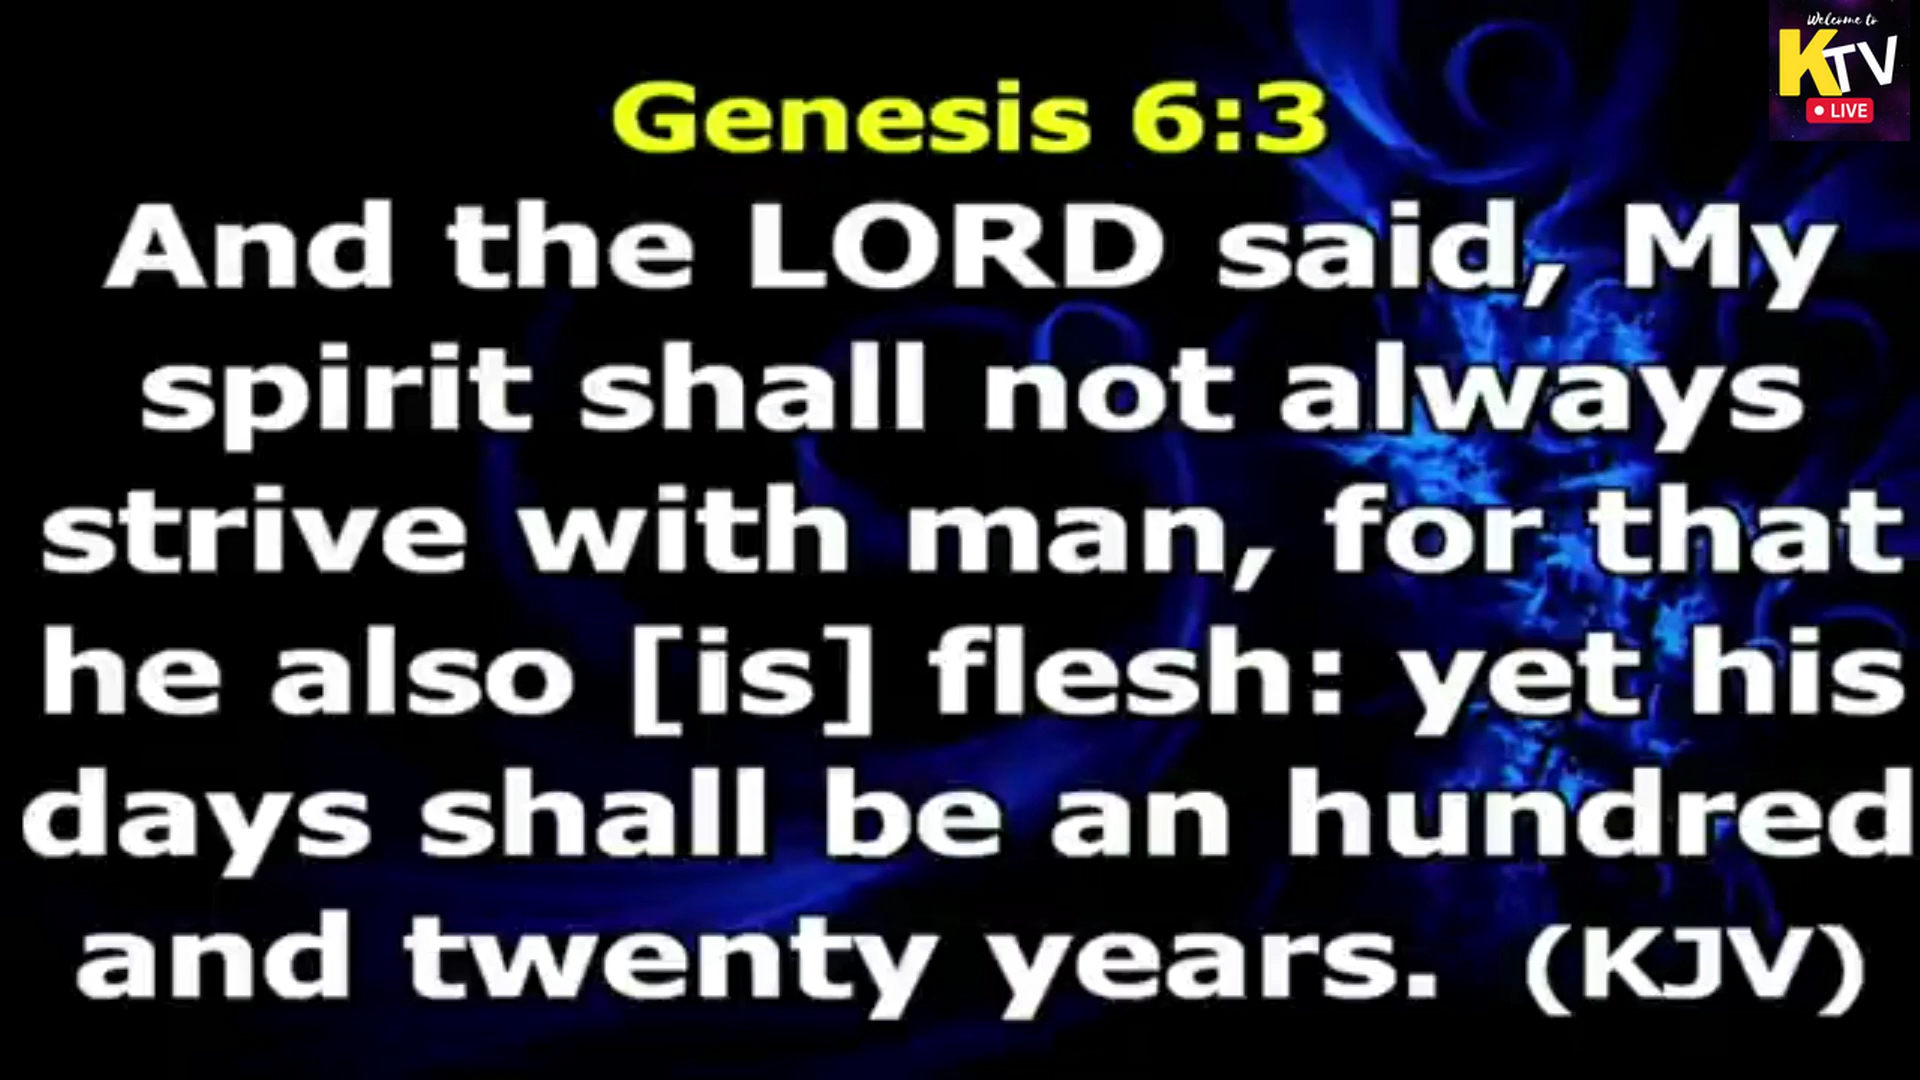 Welcome to
KTV
LIVE
Genesis 6:3
And the LORD said, My
spirit shall not always
strive with man, for that
he also [is] flesh: yet his
days shall be an hundred
and twenty years. (KJV)